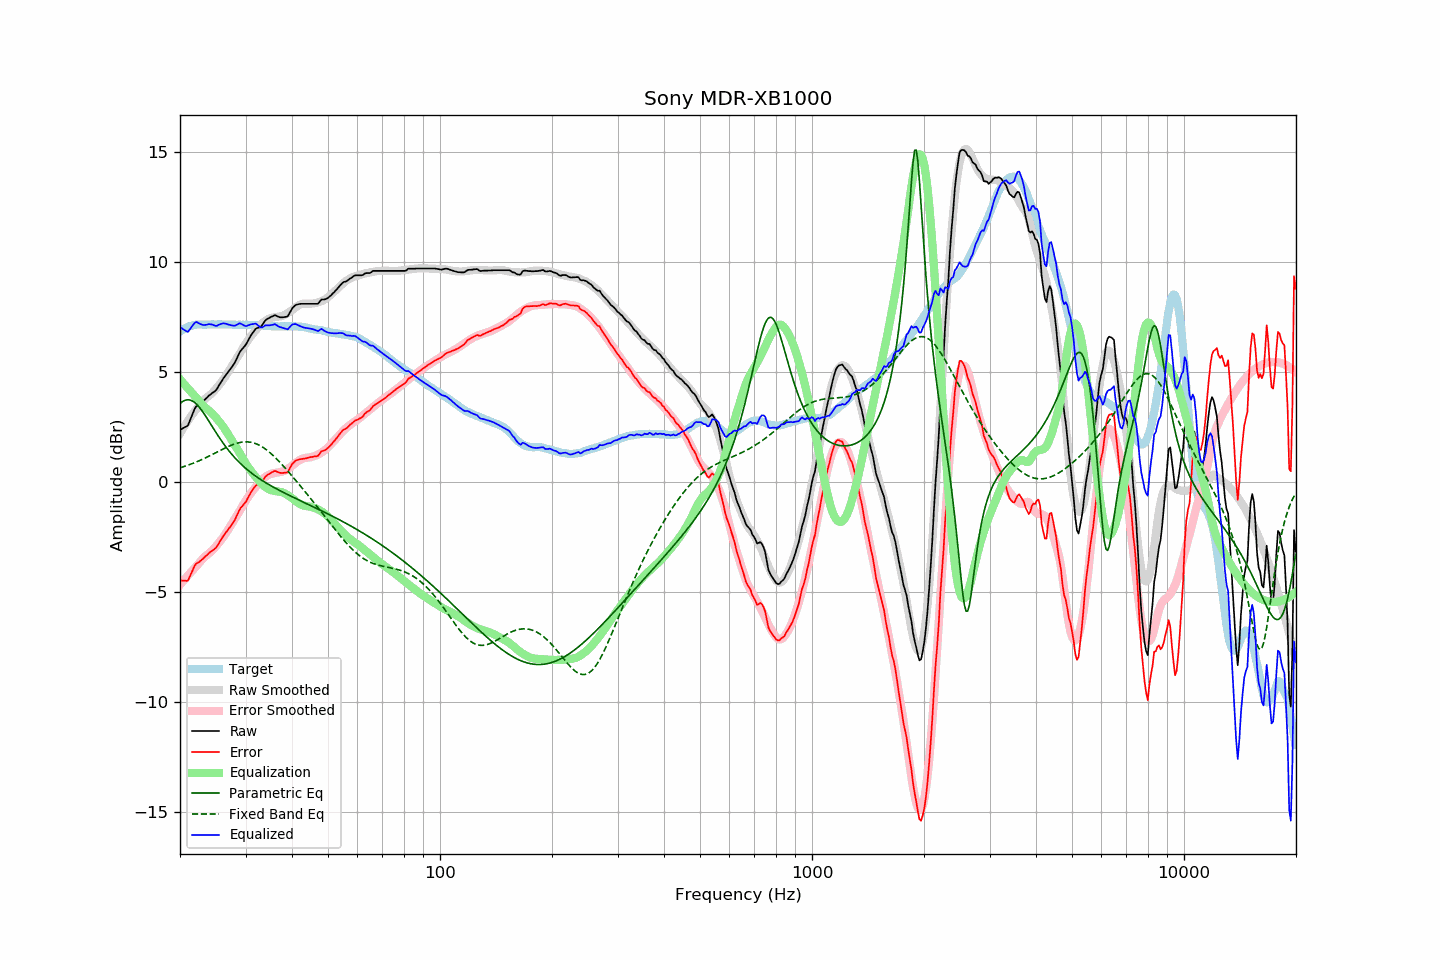 Sony MDR-XB1000
15
10
5
0
−5
−10
−15
Amplitude (dBr)
Target
Raw Smoothed
Error Smoothed
Raw
Error
Equalization
Parametric Eq
Fixed Band Eq
Equalized
100
1000
10000
Frequency (Hz)